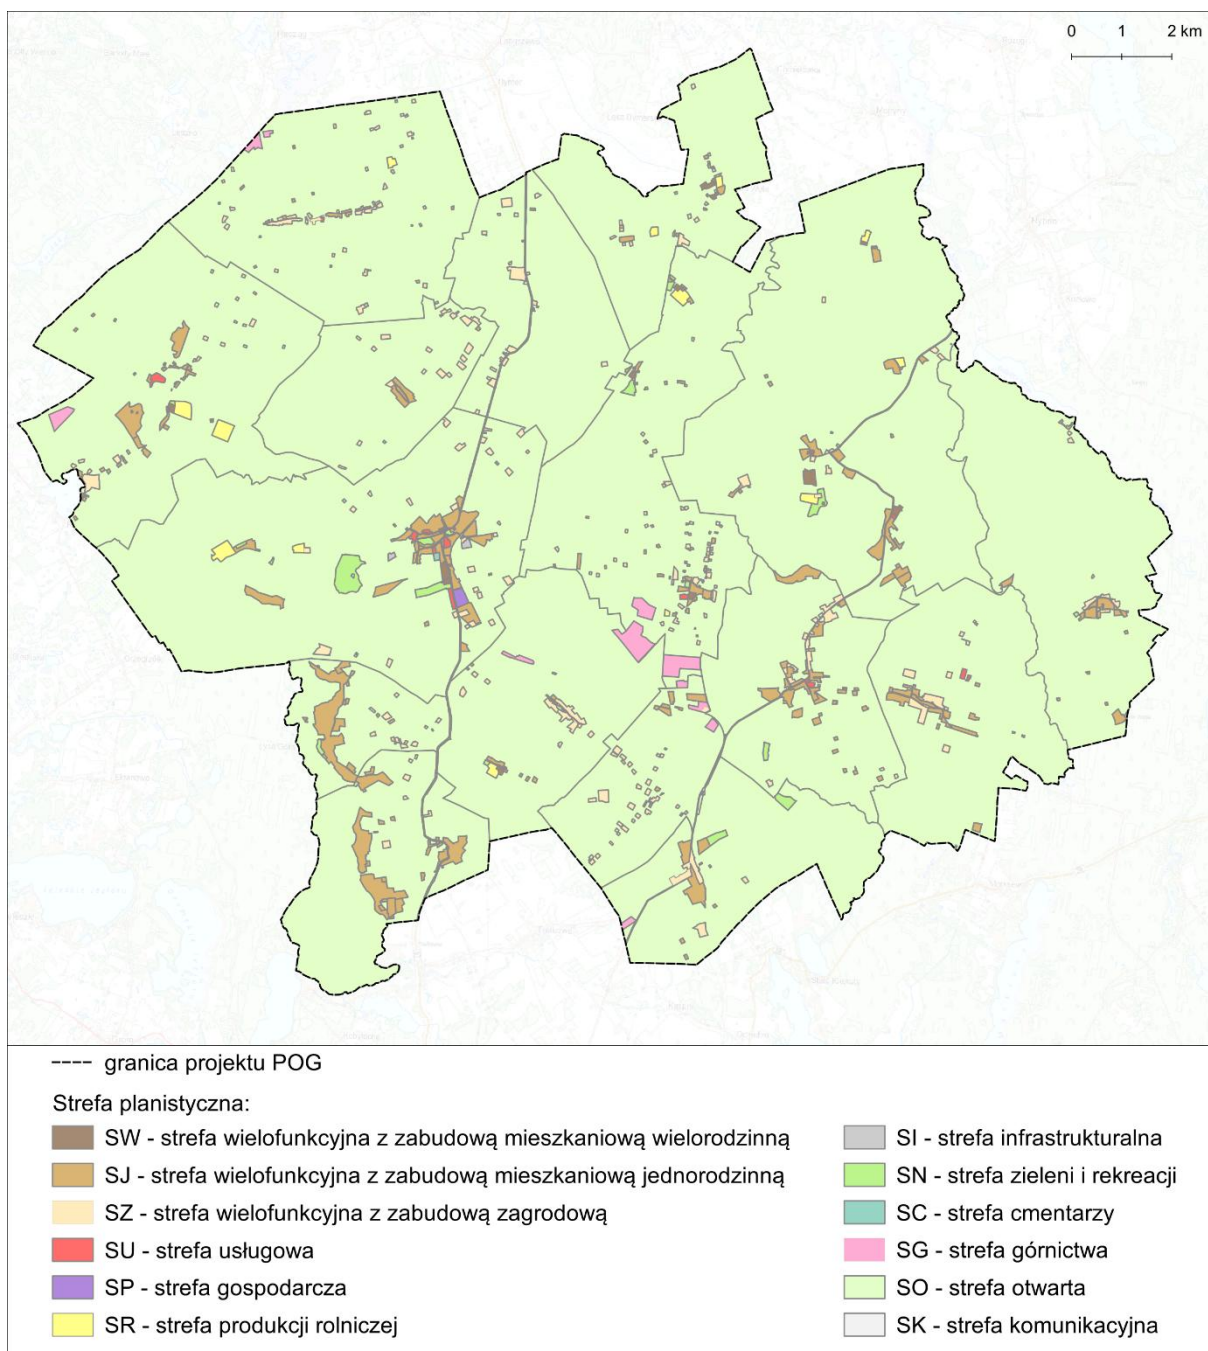 0 1 2 km
granica projektu POG
Strefa planistyczna:
SW - strefa wielofunkcyjna z zabudową mieszkaniową wielorodzinną
SJ - strefa wielofunkcyjna z zabudową mieszkaniową jednorodzinną
SZ - strefa wielofunkcyjna z zabudową zagrodową
SU - strefa usługowa
SP - strefa gospodarcza
SR - strefa produkcji rolniczej
SI - strefa infrastrukturalna
SN - strefa zieleni i rekreacji
SC - strefa cmentarzy
SG - strefa górnictwa
SO - strefa otwarta
SK - strefa komunikacyjna